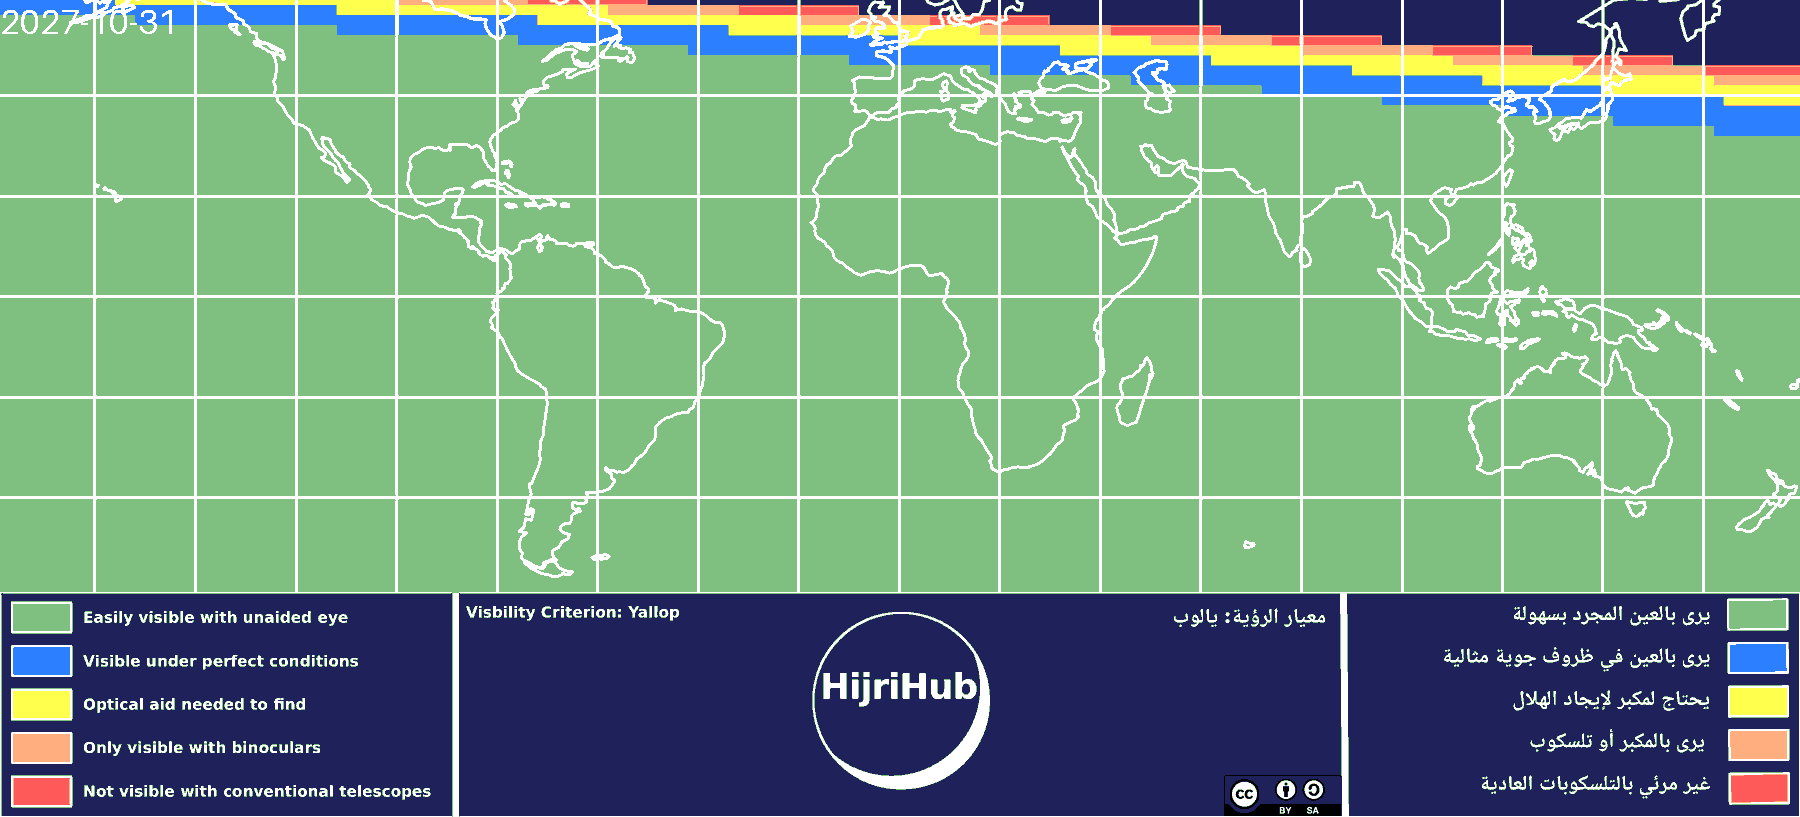 2027-10-31
Easily visible with unaided eye
Visible under perfect conditions
Optical aid needed to find
Only visible with binoculars
Not visible with conventional telescopes
Visbility Criterion: Yallop
معيار الرؤية: يالوب
HijriHub
cc
BY SA
يرى بالعين المجرد بسهولة
يرى بالعين في ظروف جوية مثالية
يحتاج لمكبر لإيجاد الهلال
يرى بالمكبر أو تلسكوب
غير مرئي بالتلسكوبات العادية